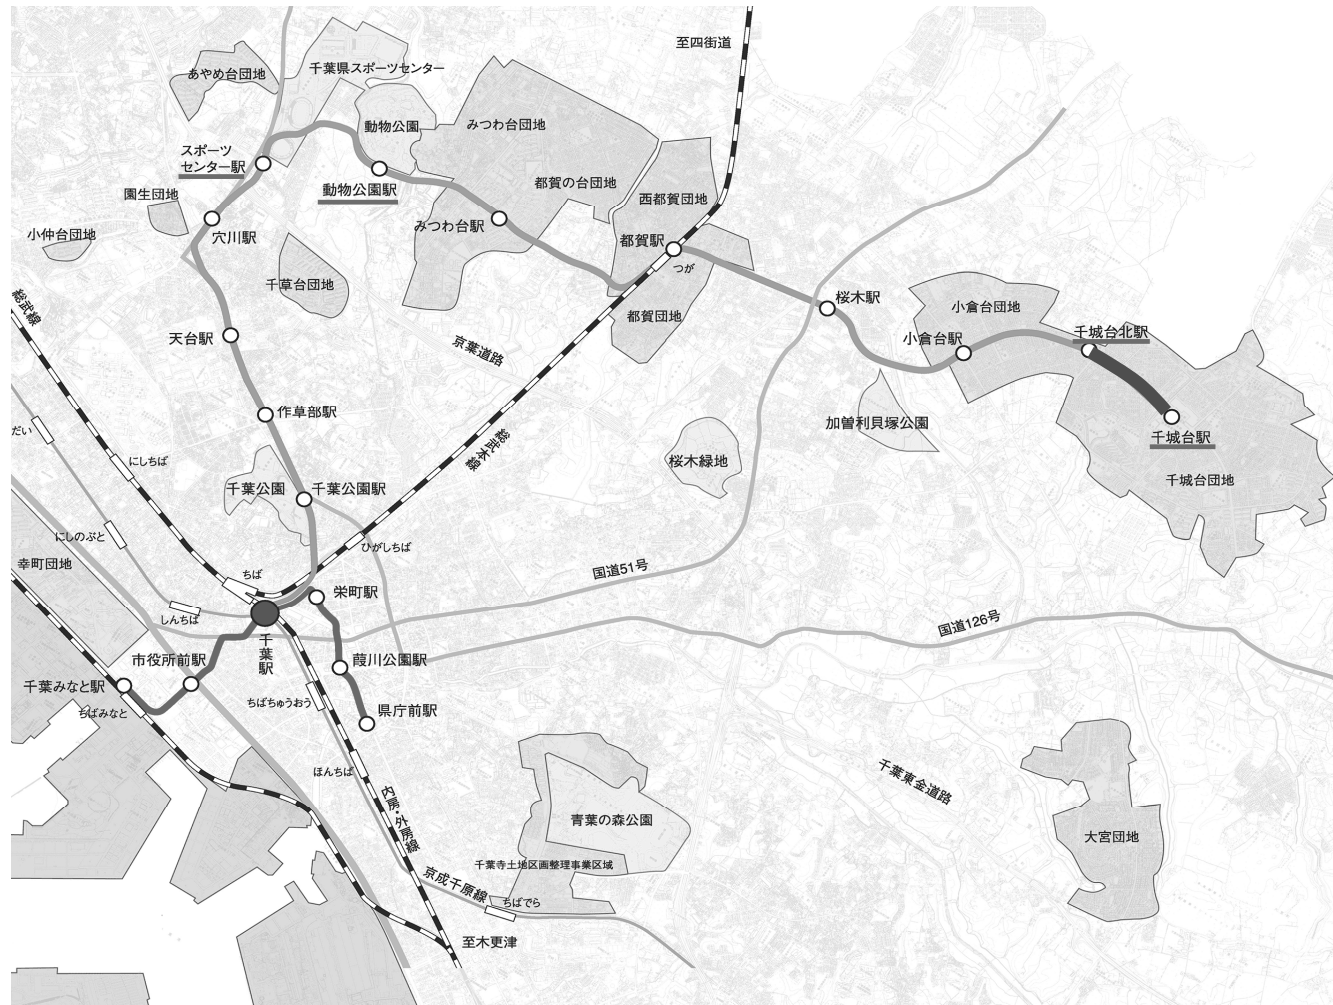 至四街道
あやめ台団地
千葉県スポーツセンター
動物公園
みつわ台団地
スポーツ
センター駅
動物公園駅
都賀の台団地
西都賀団地
園生団地
穴川駅
みつわ台駅
都賀駅
つが
小仲台団地
千草台団地
総武線
天台駅
京葉道路
都賀団地
桜木駅
小倉台団地
小倉台駅
千城台北駅
作草部駅
総武本線
加曽利貝塚公園
千城台駅
だい
にしちば
桜木緑地
千城台団地
千葉公園
千葉公園駅
にしのぶと
ひがしちば
幸町団地
ちば
国道51号
栄町駅
しんちば
千葉駅
国道126号
市役所前駅
葭川公園駅
千葉みなと駅
ちばみなと
ちばちゅうおう
県庁前駅
ほんちば
内房・外房線
千葉東金道路
青葉の森公園
大宮団地
千葉寺土地区画整理事業区域
京成千原線
ちばでら
至木更津